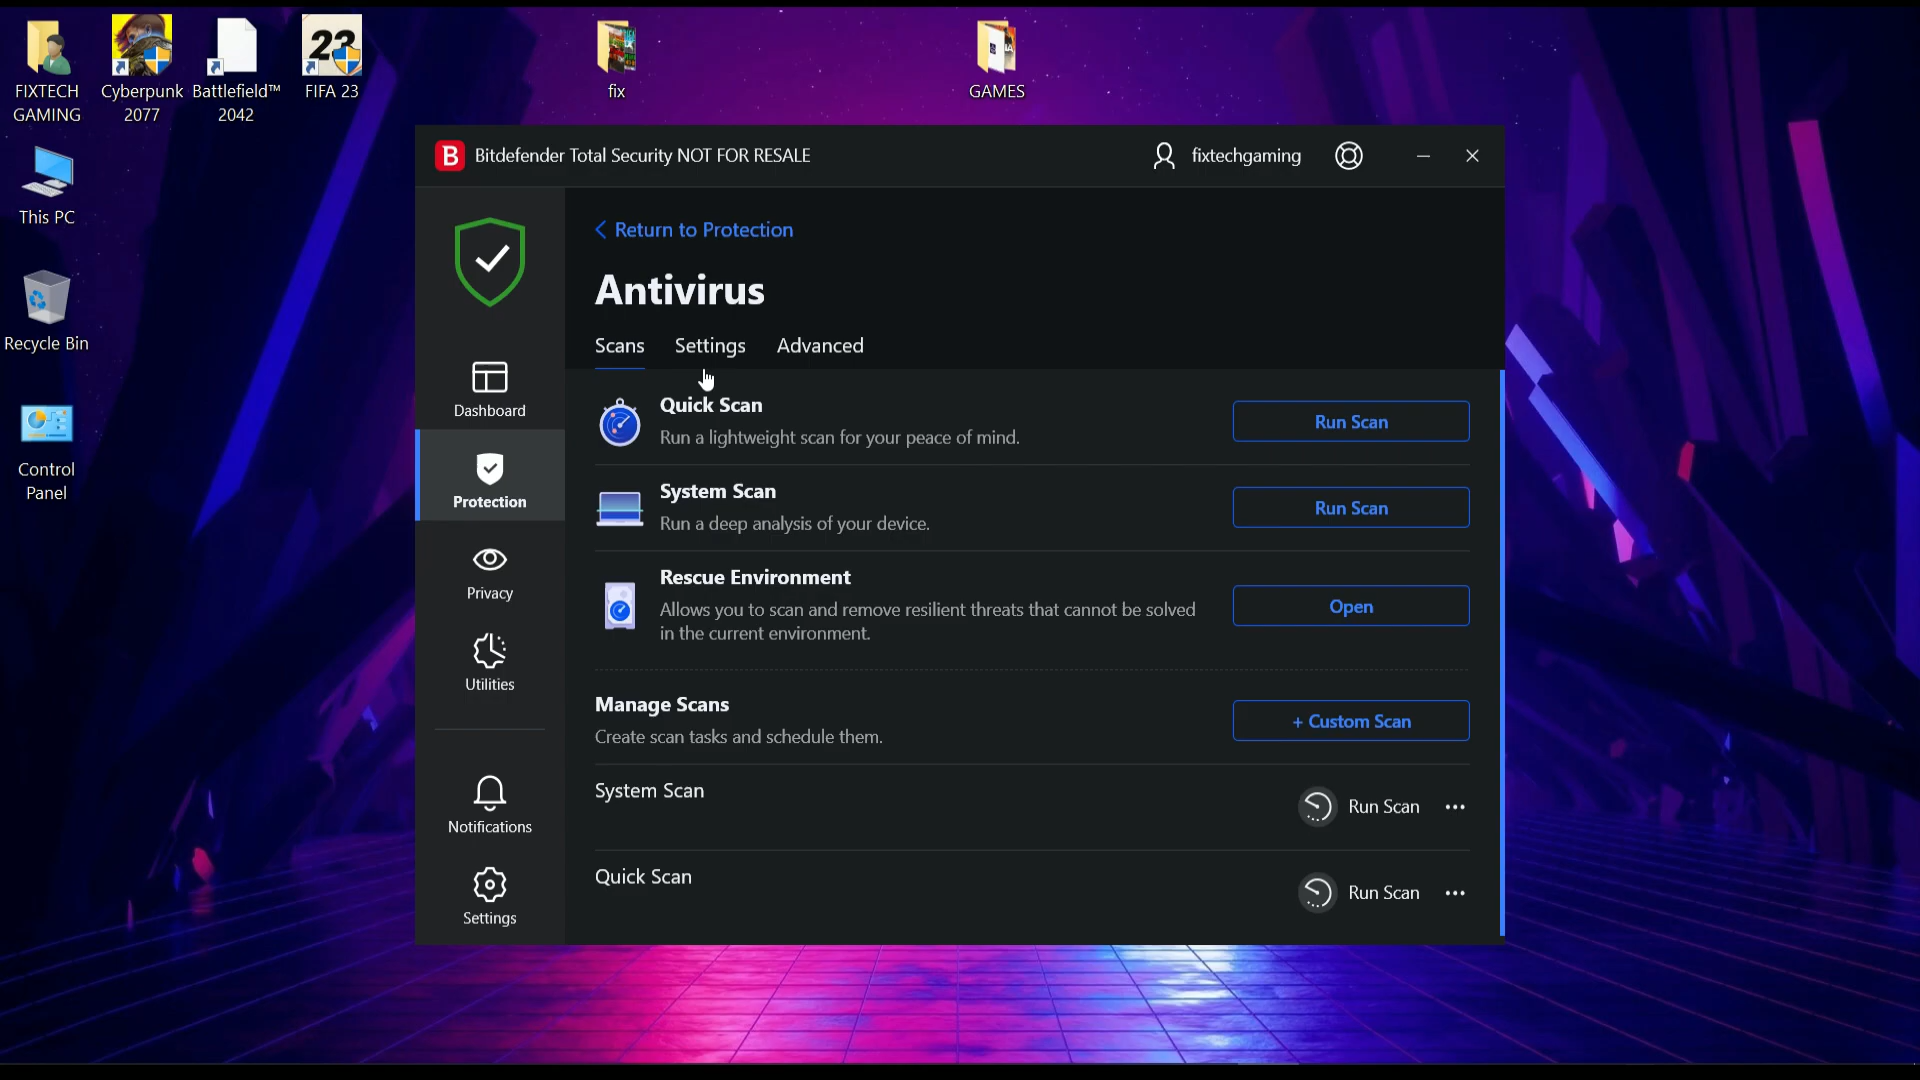 FIXTECH
GAMING
Cyberpunk
2077
Battlefield™
2042
23
FIFA 23
fix
GAMES
This PC
Recycle Bin
Control
Panel
B
Bitdefender Total Security NOT FOR RESALE
fixtechgaming
Return to Protection
Antivirus
Scans
Settings
Advanced
Dashboard
Protection
Privacy
Utilities
Notifications
Settings
Quick Scan
Run a lightweight scan for your peace of mind.
Run Scan
System Scan
Run a deep analysis of your device.
Run Scan
Rescue Environment
Allows you to scan and remove resilient threats that cannot be solved
in the current environment.
Open
Manage Scans
Create scan tasks and schedule them.
+ Custom Scan
System Scan
Run Scan
Quick Scan
Run Scan